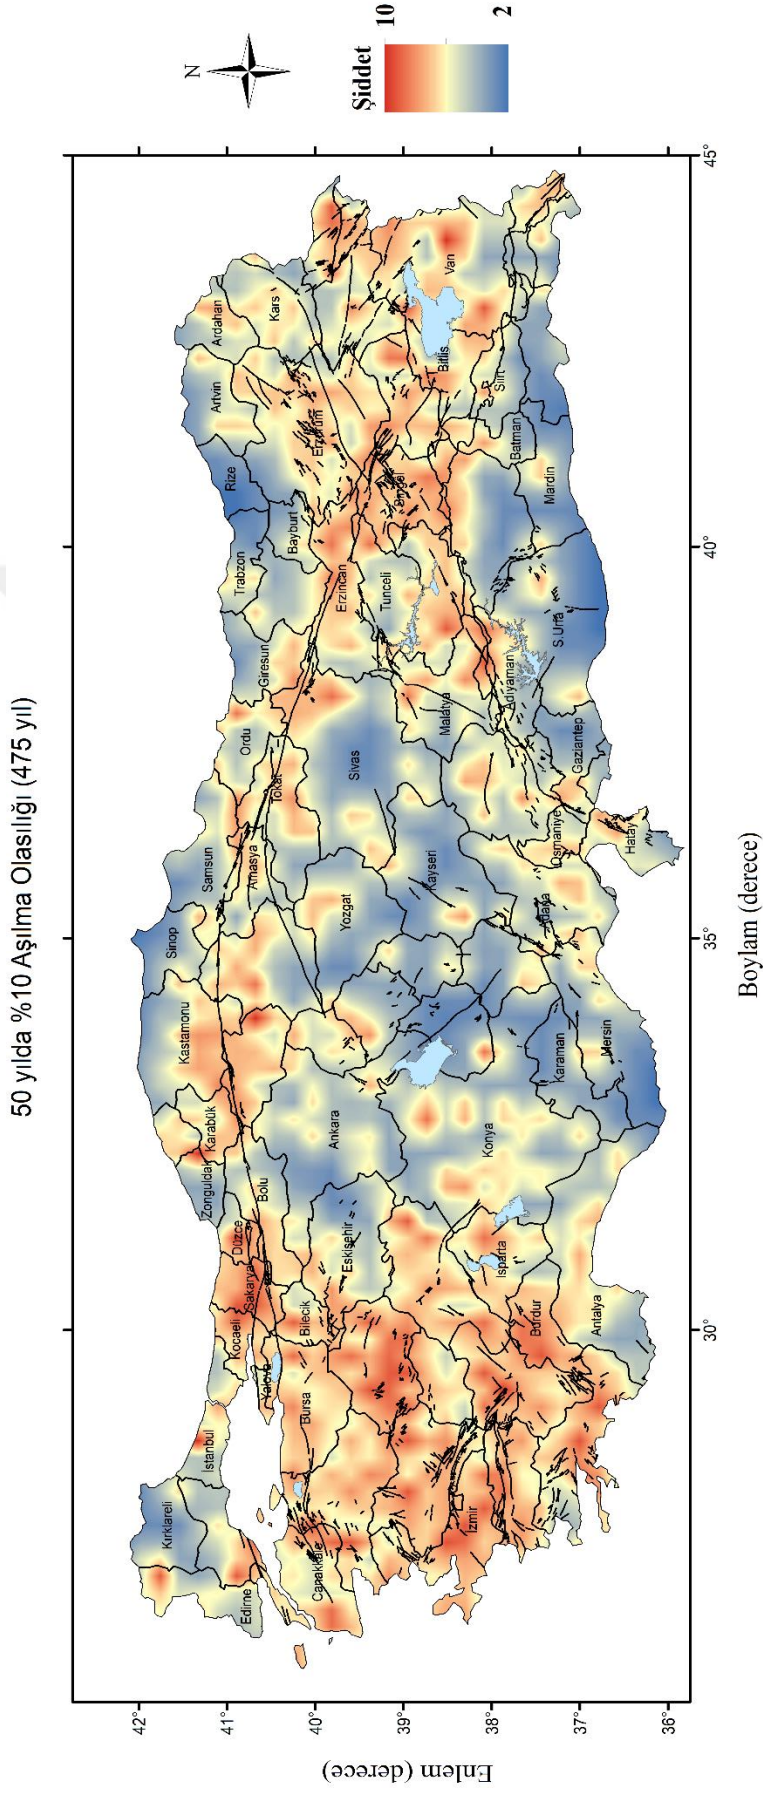 50 yılda %10 Aşılma Olasılığı (475 yıl)
N
Şiddet
10
2
Enlem (derece)
42°
41°
40°
39°
38°
37°
36°
30°
35°
40°
45°
Boylam (derece)
Kırklareli
Edirne
İstanbul
Kocaeli
Yalova
Sakarya
Düzce
Zonguldak
Karabük
Bolu
Kastamonu
Sinop
Samsun
Amasya
Tokat
Ordu
Giresun
Trabzon
Rize
Artvin
Ardahan
Kars
Bayburt
Erzurum
Erzincan
Tunceli
Bingöl
Çanakkale
Bursa
Bilecik
Eskişehir
Ankara
Yozgat
Sivas
Kayseri
Malatya
Adıyaman
Bitlis
Van
Siirt
Batman
Mardin
Ş.Urfa
Gaziantep
Osmaniye
Hatay
Adana
Mersin
Karaman
Konya
Isparta
Burdur
Antalya
İzmir